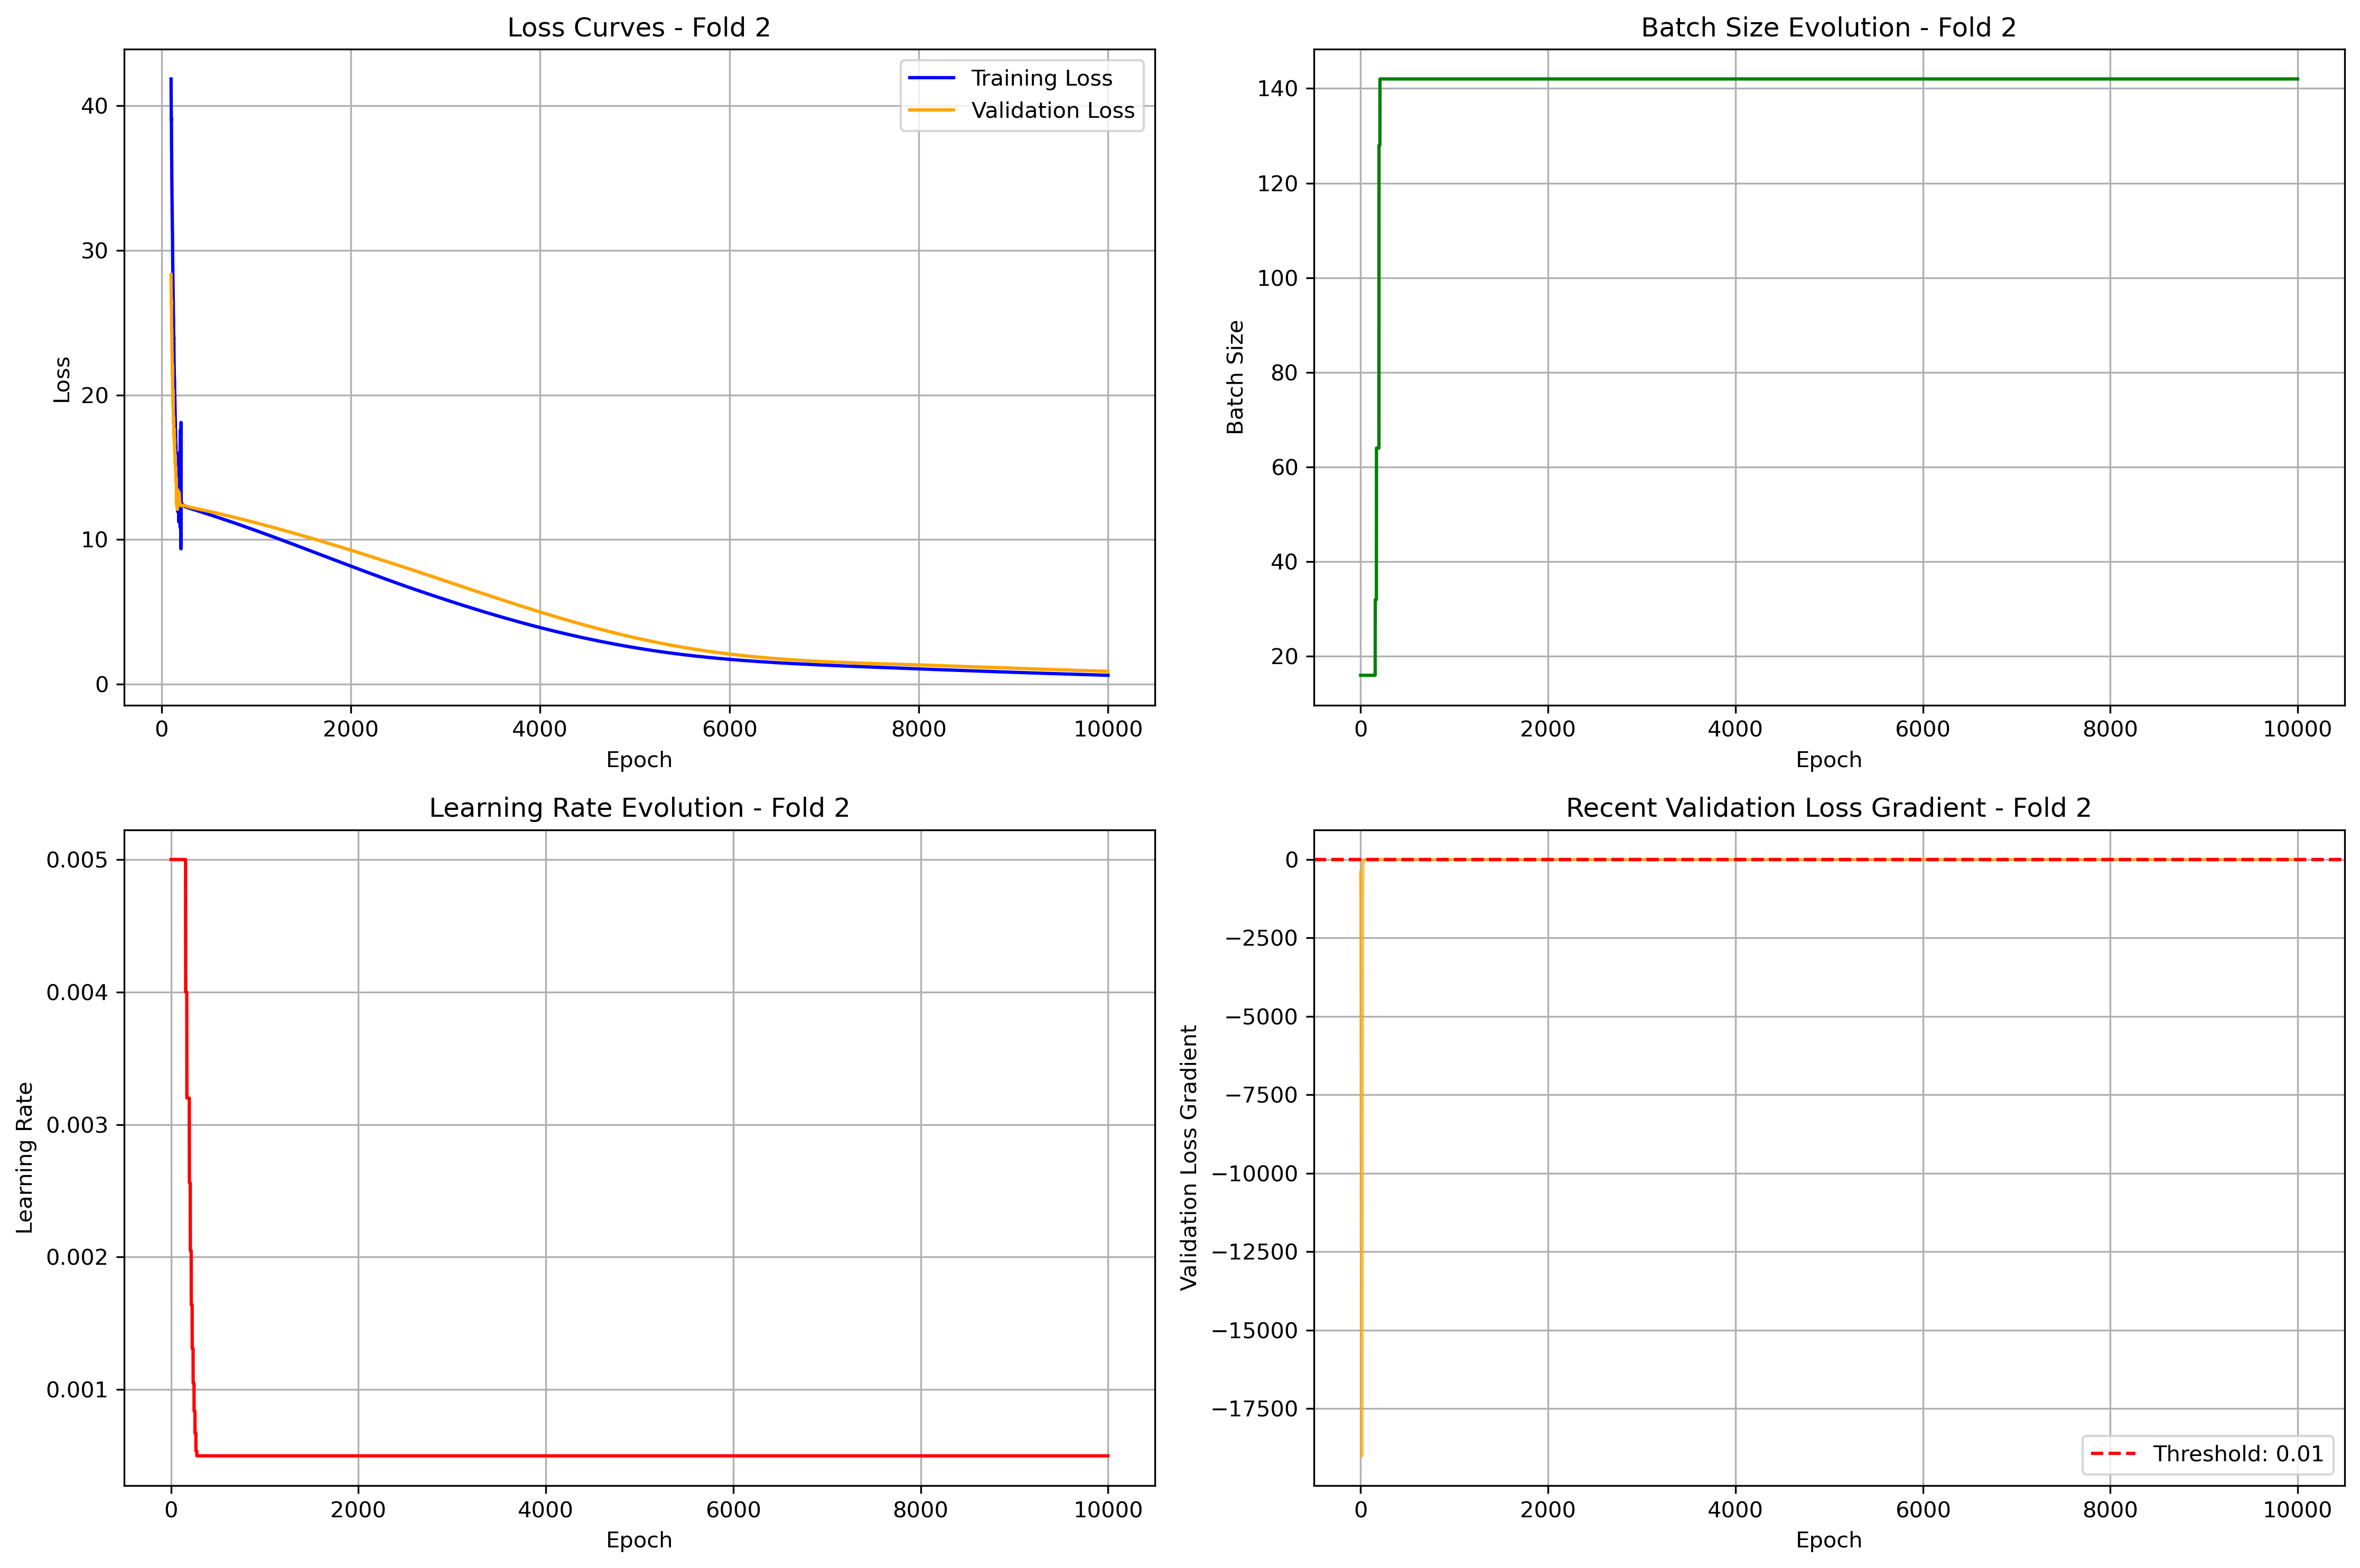 Loss Curves - Fold 2
Training Loss
Validation Loss
40
30
20
10
0
Loss
0 2000 4000 6000 8000 10000
Epoch
Batch Size Evolution - Fold 2
140
120
100
80
60
40
20
Batch Size
0 2000 4000 6000 8000 10000
Epoch
Learning Rate Evolution - Fold 2
0.005
0.004
0.003
0.002
0.001
Learning Rate
0 2000 4000 6000 8000 10000
Epoch
Recent Validation Loss Gradient - Fold 2
0
−2500
−5000
−7500
−10000
−12500
−15000
−17500
Validation Loss Gradient
Threshold: 0.01
0 2000 4000 6000 8000 10000
Epoch